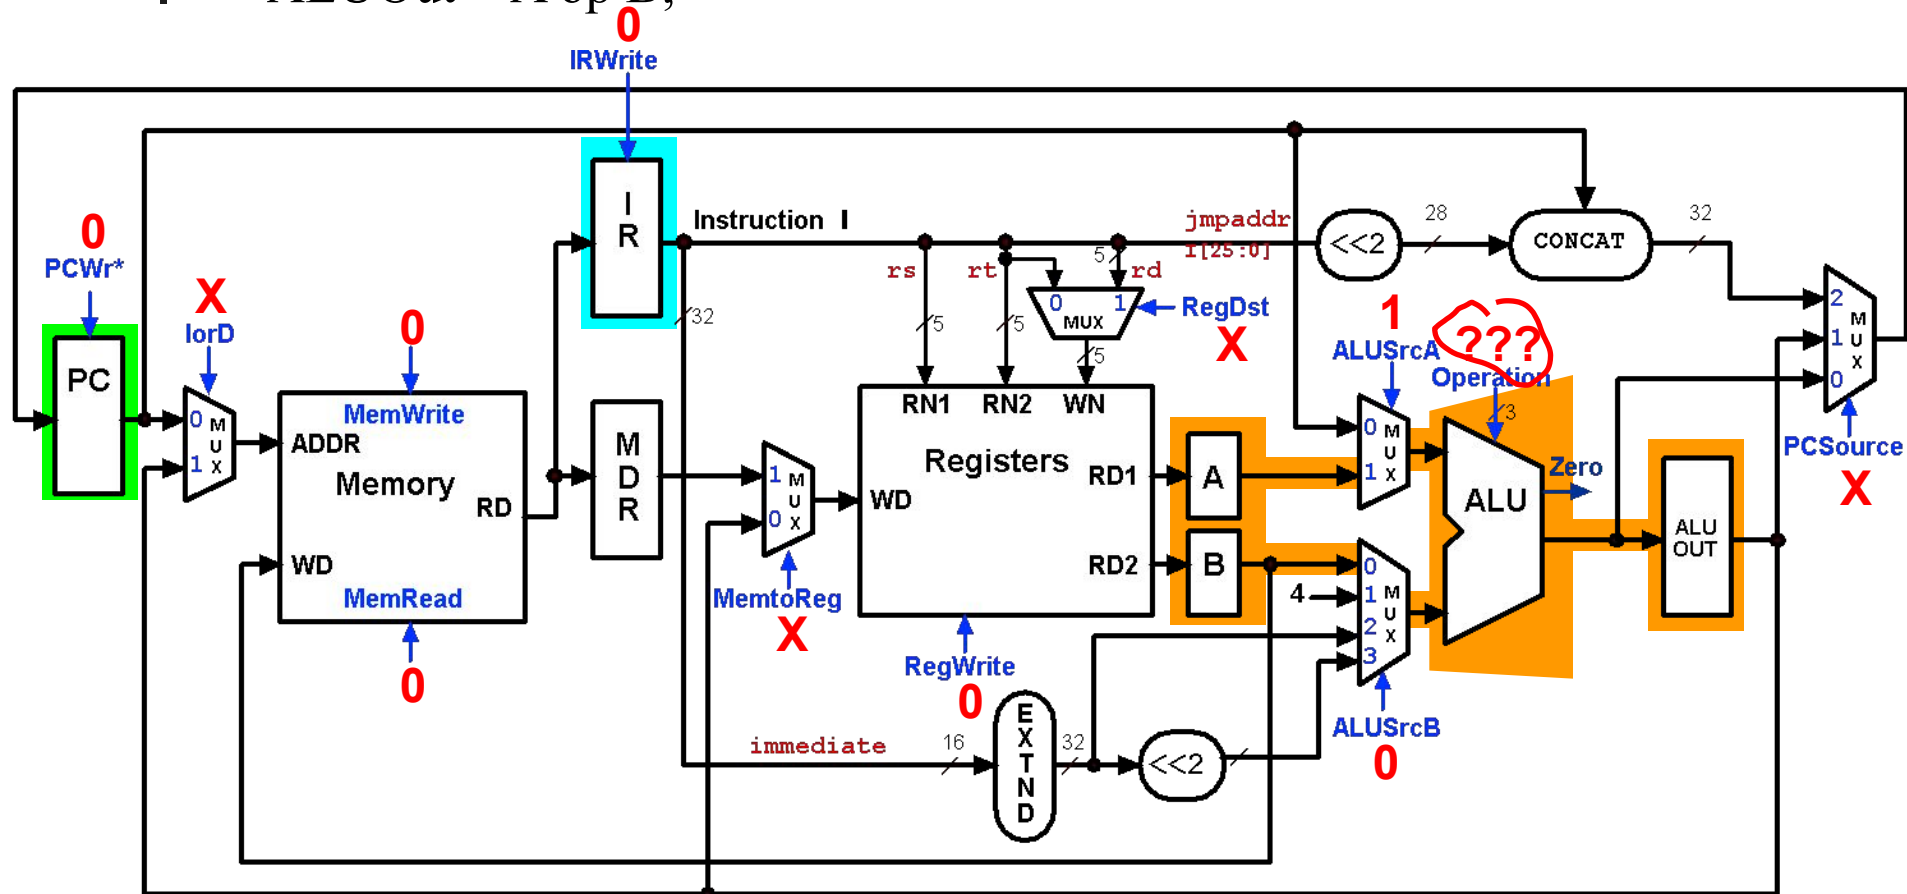 ALUOut = A op B;
0
IRWrite
I
R
Instruction I
jmpaddr
I[25:0]
<<2
28
CONCAT
32
0
PCWr*
PC
X
IorD
0
M
U
X
1
0
MemWrite
ADDR
Memory
RD
WD
MemRead
0
32
M
D
R
1
M
U
X
0
MemtoReg
X
rs
rt
5
rd
0
1
MUX
RegDst
X
5
5
5
RN1
RN2
WN
Registers
WD
RD1
RD2
RegWrite
0
A
B
1
ALUSrcA
0
M
U
X
1
???
Operation
3
ALU
Zero
ALU
OUT
2
M
1
U
X
0
PCSource
X
4
0
1
M
U
2
X
3
ALUSrcB
0
immediate
16
E
X
T
N
D
32
<<2